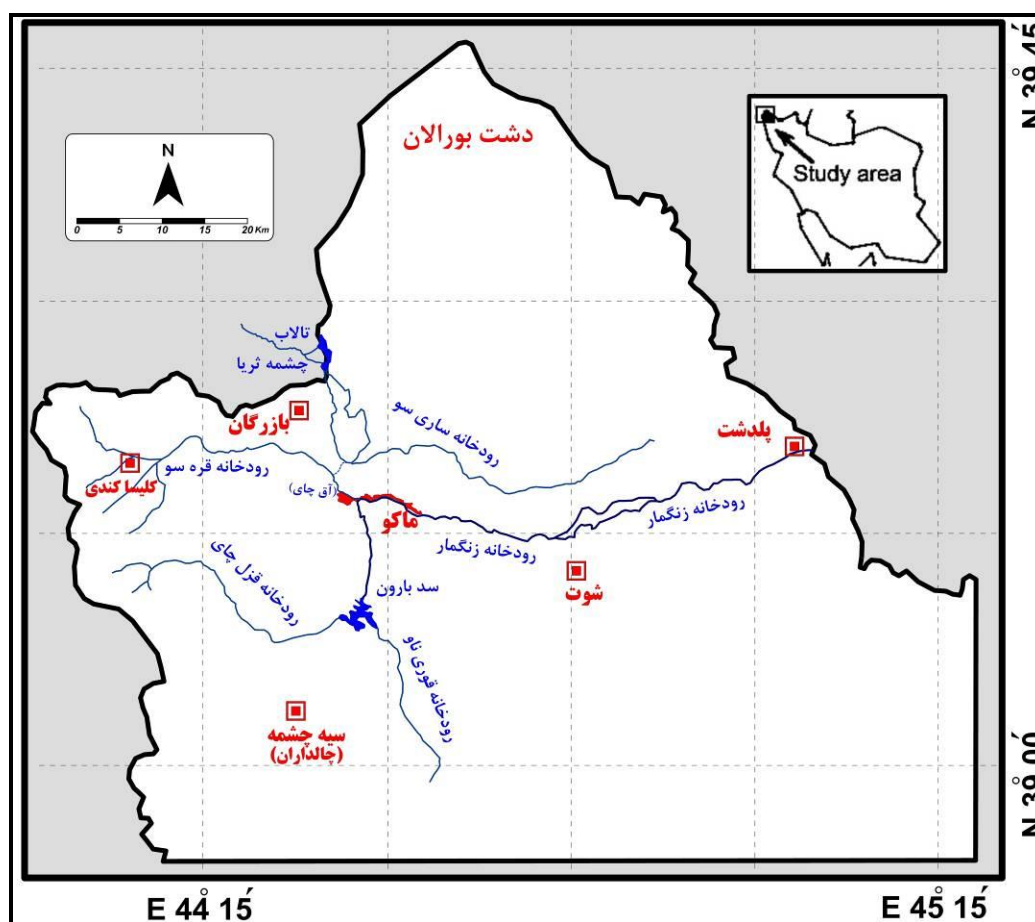 N 39° 45´
دشت بورالان
N
0 5 10 15 20 Km
Study area
تالاب
چشمه ثریا
بازرگان
رودخانه ساری سو
پلدشت
رودخانه قره سو
کلیسا کندی
(آق چای)
ماکو
رودخانه زنگمار
رودخانه زنگمار
رودخانه قزل چای
سد بارون
شوت
رودخانه قوری ناو
سیه چشمه
(چالداران)
N 39° 00´
E 44° 15´
E 45° 15´